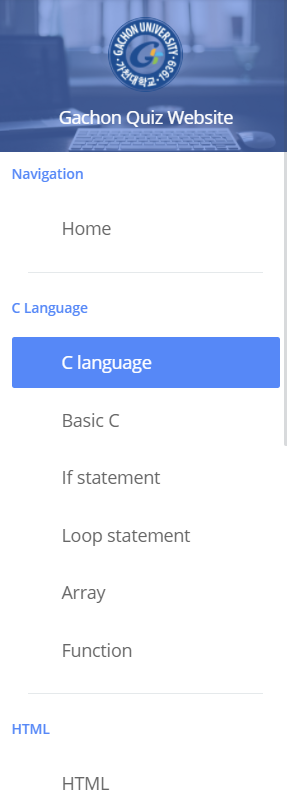 GACHON UNIVERSITY
가천대학교 · 1939
Gachon Quiz Website
Navigation
Home
C Language
C language
Basic C
If statement
Loop statement
Array
Function
HTML
HTML